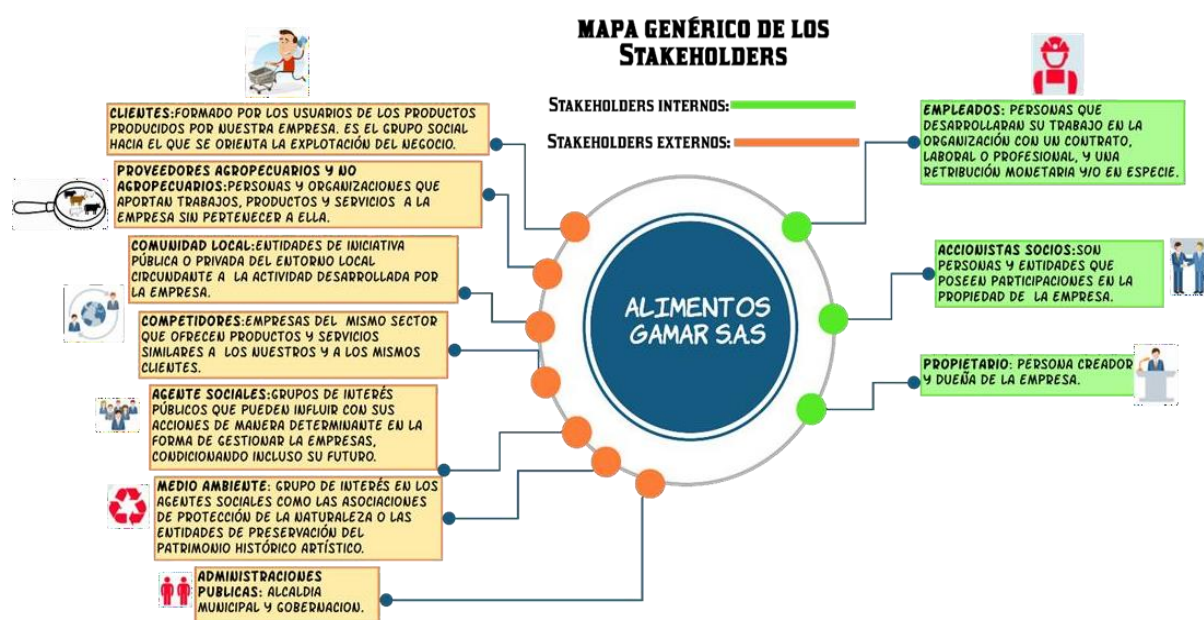 MAPA GENÉRICO DE LOS
STAKEHOLDERS
STAKEHOLDERS INTERNOS:
STAKEHOLDERS EXTERNOS:
CLIENTES:FORMADO POR LOS USUARIOS DE LOS PRODUCTOS
PRODUCIDOS POR NUESTRA EMPRESA. ES EL GRUPO SOCIAL
HACIA EL QUE SE ORIENTA LA EXPLOTACIÓN DEL NEGOCIO.
PROVEEDORES AGROPECUARIOS Y NO
AGROPECUARIOS:PERSONAS Y ORGANIZACIONES QUE
APORTAN TRABAJOS, PRODUCTOS Y SERVICIOS A LA
EMPRESA SIN PERTENECER A ELLA.
COMUNIDAD LOCAL:ENTIDADES DE INICIATIVA
PÚBLICA O PRIVADA DEL ENTORNO LOCAL
CIRCUNDANTE A LA ACTIVIDAD DESARROLLADA POR
LA EMPRESA.
COMPETIDORES:EMPRESAS DEL MISMO SECTOR
QUE OFRECEN PRODUCTOS Y SERVICIOS
SIMILARES A LOS NUESTROS Y A LOS MISMOS
CLIENTES.
AGENTE SOCIALES:GRUPOS DE INTERÉS
PÚBLICOS QUE PUEDEN INFLUIR CON SUS
ACCIONES DE MANERA DETERMINANTE EN LA
FORMA DE GESTIONAR LA EMPRESAS,
CONDICIONANDO INCLUSO SU FUTURO.
MEDIO AMBIENTE: GRUPO DE INTERÉS EN LOS
AGENTES SOCIALES COMO LAS ASOCIACIONES
DE PROTECCIÓN DE LA NATURALEZA O LAS
ENTIDADES DE PRESERVACIÓN DEL
PATRIMONIO HISTÓRICO ARTÍSTICO.
ADMINISTRACIONES
PUBLICAS: ALCALDIA
MUNICIPAL Y GOBERNACION.
ALIMENTOS
GAMAR S.A.S
EMPLEADOS: PERSONAS QUE
DESARROLLARAN SU TRABAJO EN LA
ORGANIZACIÓN CON UN CONTRATO,
LABORAL O PROFESIONAL, Y UNA
RETRIBUCIÓN MONETARIA Y/O EN ESPECIE.
ACCIONISTAS SOCIOS:SON
PERSONAS Y ENTIDADES QUE
POSEEN PARTICIPACIONES EN LA
PROPIEDAD DE LA EMPRESA.
PROPIETARIO: PERSONA CREADOR
Y DUEÑA DE LA EMPRESA.